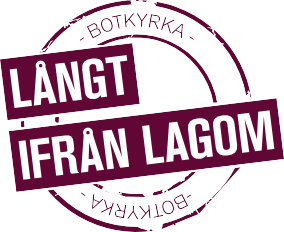 - BOTKYRKA -
LÅNGT
IFRÅN LAGOM
-BOTKYRKA-